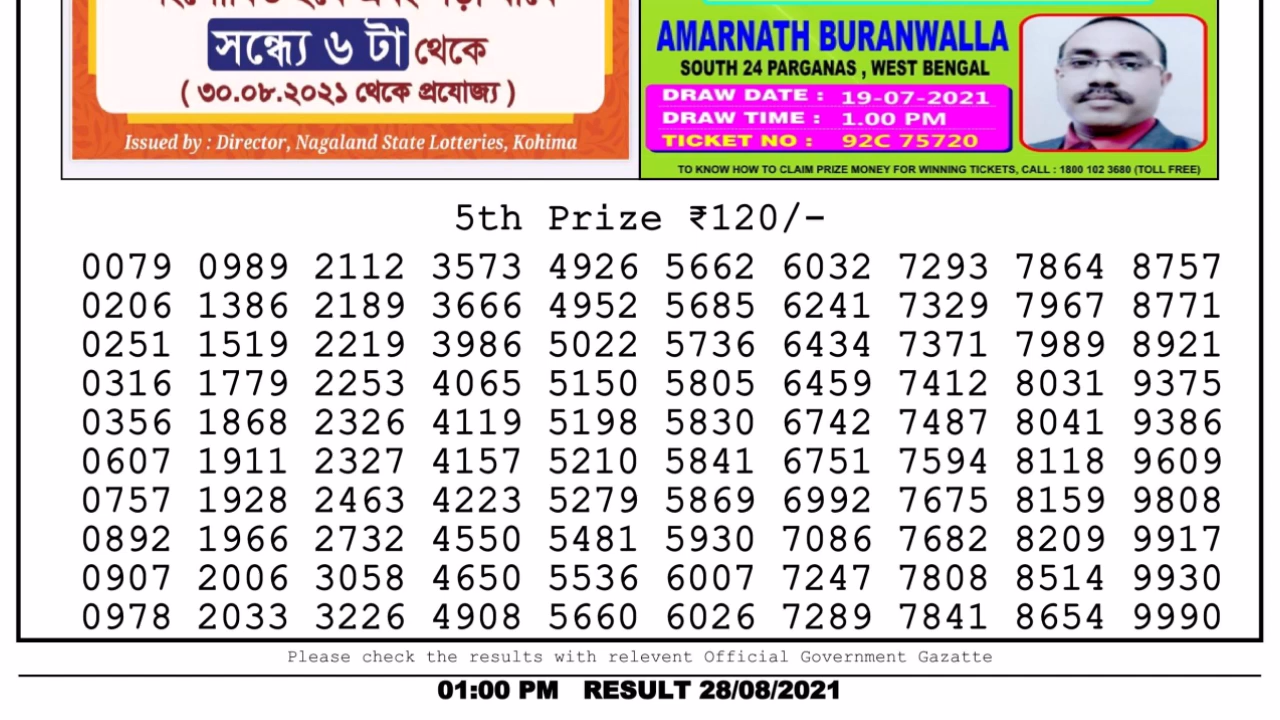 সন্ধ্যে ৬ টা থেকে
( ৩০.০৮.২০২১ থেকে প্রযোজ্য )
Issued by : Director, Nagaland State Lotteries, Kohima
AMARNATH BURANWALLA
SOUTH 24 PARGANAS , WEST BENGAL
DRAW DATE : 19-07-2021
DRAW TIME : 1.00 PM
TICKET NO : 92C 75720
TO KNOW HOW TO CLAIM PRIZE MONEY FOR WINNING TICKETS, CALL : 1800 102 3680 (TOLL FREE)
5th Prize ₹120/-
0079 0989 2112 3573 4926 5662 6032 7293 7864 8757
0206 1386 2189 3666 4952 5685 6241 7329 7967 8771
0251 1519 2219 3986 5022 5736 6434 7371 7989 8921
0316 1779 2253 4065 5150 5805 6459 7412 8031 9375
0356 1868 2326 4119 5198 5830 6742 7487 8041 9386
0607 1911 2327 4157 5210 5841 6751 7594 8118 9609
0757 1928 2463 4223 5279 5869 6992 7675 8159 9808
0892 1966 2732 4550 5481 5930 7086 7682 8209 9917
0907 2006 3058 4650 5536 6007 7247 7808 8514 9930
0978 2033 3226 4908 5660 6026 7289 7841 8654 9990
Please check the results with relevent Official Government Gazatte
01:00 PM RESULT 28/08/2021